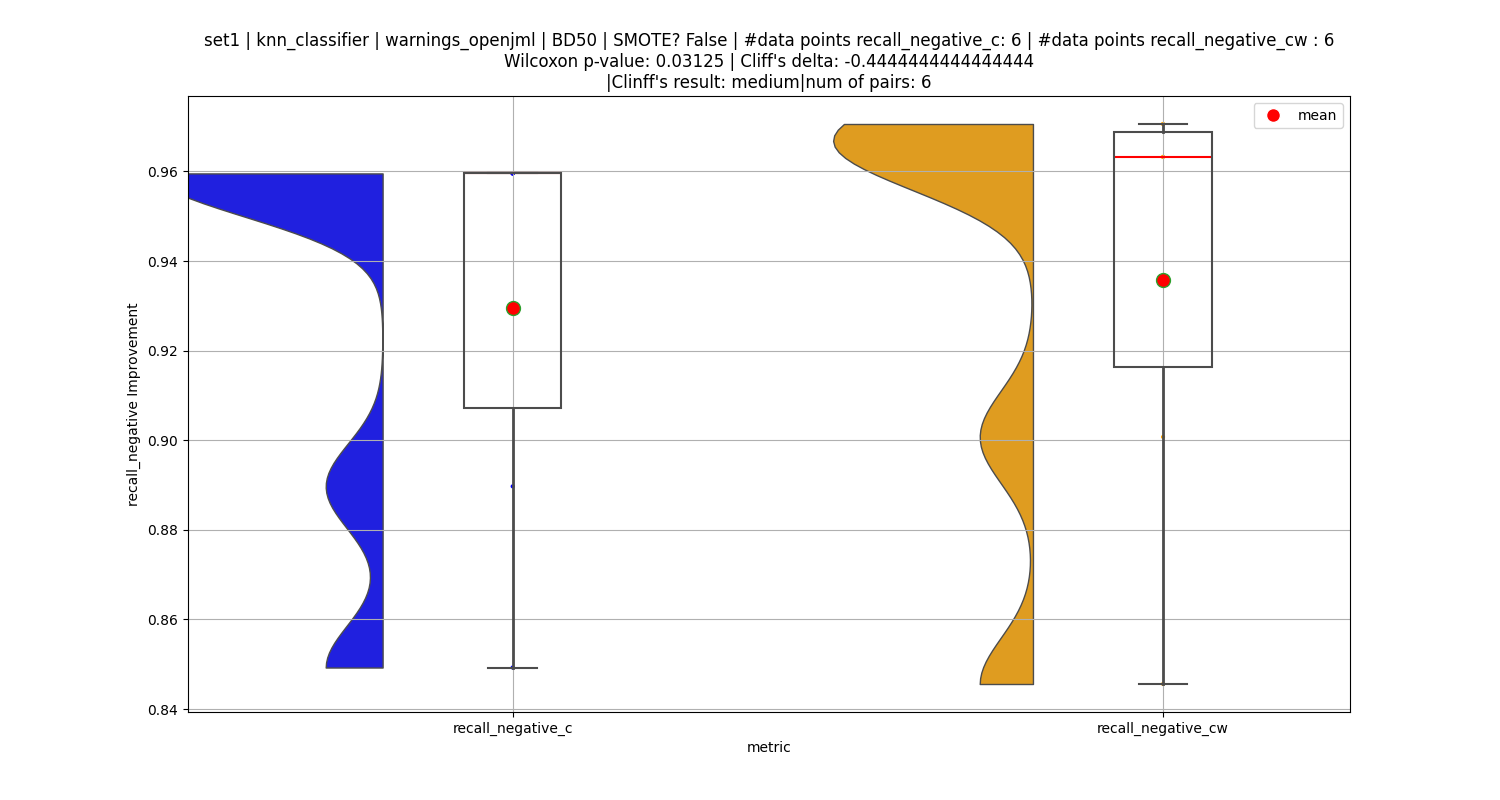 set1 | knn_classifier | warnings_openjml | BD50 | SMOTE? False | #data points recall_negative_c: 6 | #data points recall_negative_cw : 6
Wilcoxon p-value: 0.03125 | Cliff's delta: -0.4444444444444444
|Clinff's result: medium|num of pairs: 6
mean
0.96
0.94
0.92
0.90
0.88
0.86
0.84
recall_negative Improvement
recall_negative_c
recall_negative_cw
metric